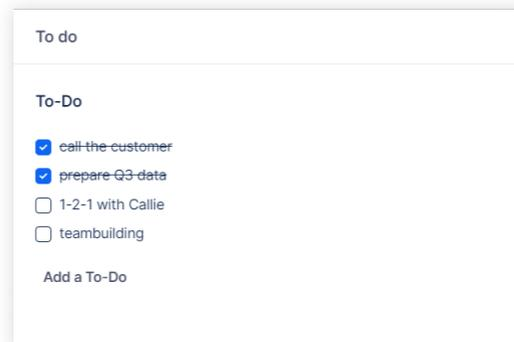 To do
To-Do
call the customer
prepare Q3 data
1-2-1 with Callie
teambuilding
Add a To-Do